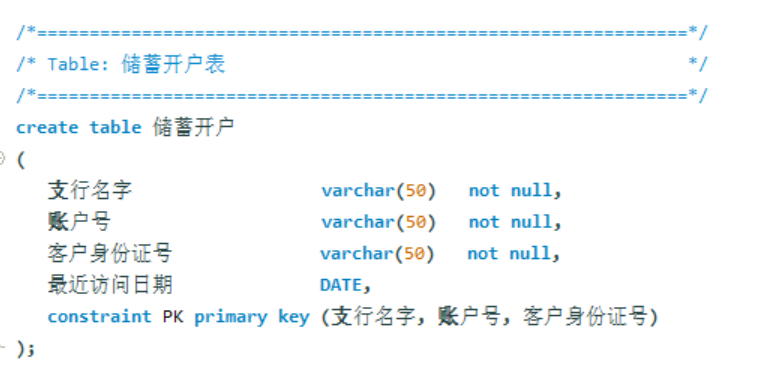 /*==============================================================*/
/* Table: 储蓄开户表                                              */
/*==============================================================*/
create table 储蓄开户
(
   支行名字                  varchar(50)   not null,
   账户号                    varchar(50)   not null,
   客户身份证号              varchar(50)   not null,
   最近访问日期              DATE,
   constraint PK primary key (支行名字, 账户号, 客户身份证号)
);